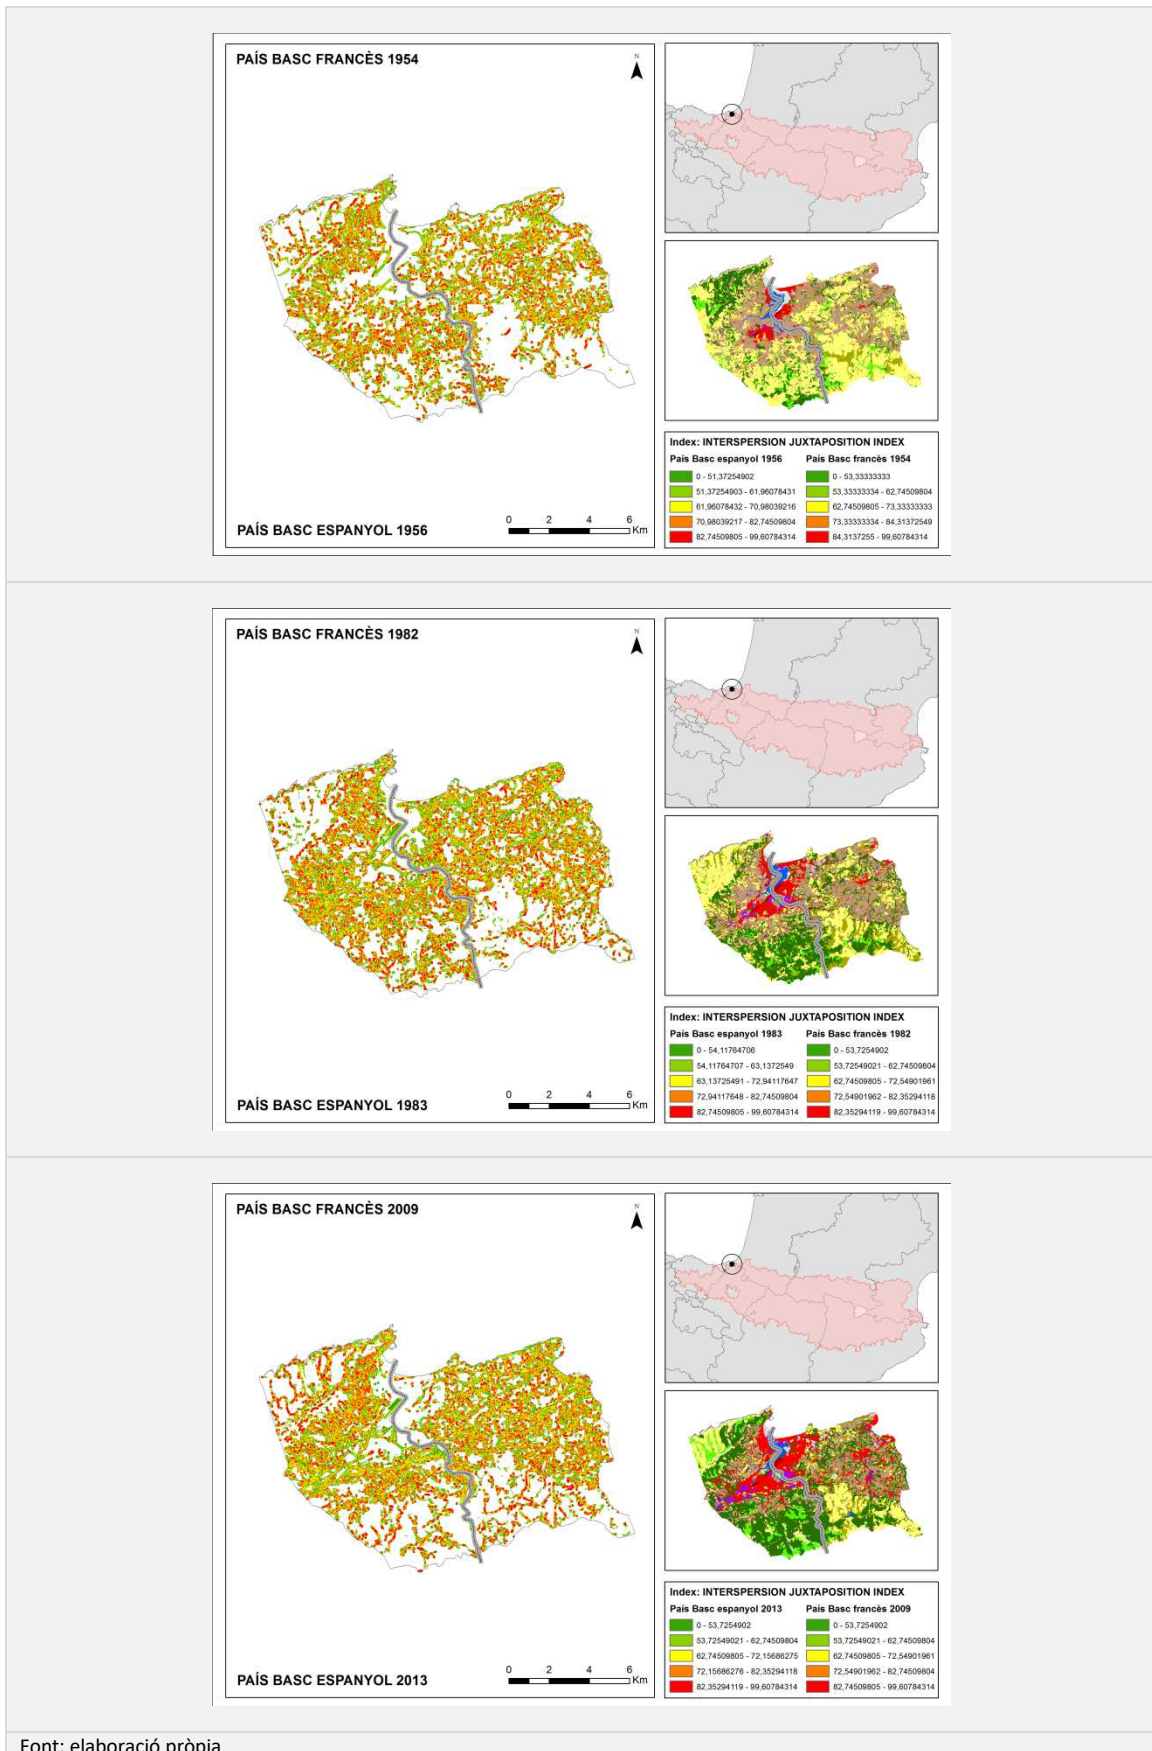 PAÍS BASC FRANCÈS 1954
N
PAÍS BASC ESPANYOL 1956
0 2 4 6
Km
Index: INTERSPERSION JUXTAPOSITION INDEX
País Basc espanyol 1956 País Basc francès 1954
0 - 51,37254902 0 - 53,33333333
51,37254903 - 61,96078431 53,33333334 - 62,74509804
61,96078432 - 70,98039216 62,74509805 - 73,33333333
70,98039217 - 82,74509804 73,33333334 - 84,31372549
82,74509805 - 99,60784314 84,3137255 - 99,60784314
PAÍS BASC FRANCÈS 1982
N
PAÍS BASC ESPANYOL 1983
0 2 4 6
Km
Index: INTERSPERSION JUXTAPOSITION INDEX
País Basc espanyol 1983 País Basc francès 1982
0 - 54,11764706 0 - 53,7254902
54,11764707 - 63,1372549 53,72549021 - 62,74509804
63,13725491 - 72,94117647 62,74509805 - 72,54901961
72,94117648 - 82,74509804 72,54901962 - 82,35294118
82,74509805 - 99,60784314 82,35294119 - 99,60784314
PAÍS BASC FRANCÈS 2009
N
PAÍS BASC ESPANYOL 2013
0 2 4 6
Km
Index: INTERSPERSION JUXTAPOSITION INDEX
País Basc espanyol 2013 País Basc francès 2009
0 - 53,7254902 0 - 53,7254902
53,72549021 - 62,74509804 53,72549021 - 62,74509804
62,74509805 - 72,15686275 62,74509805 - 72,54901961
72,15686276 - 82,35294118 72,54901962 - 82,74509804
82,35294119 - 99,60784314 82,74509805 - 99,60784314
Font: elaboració pròpia